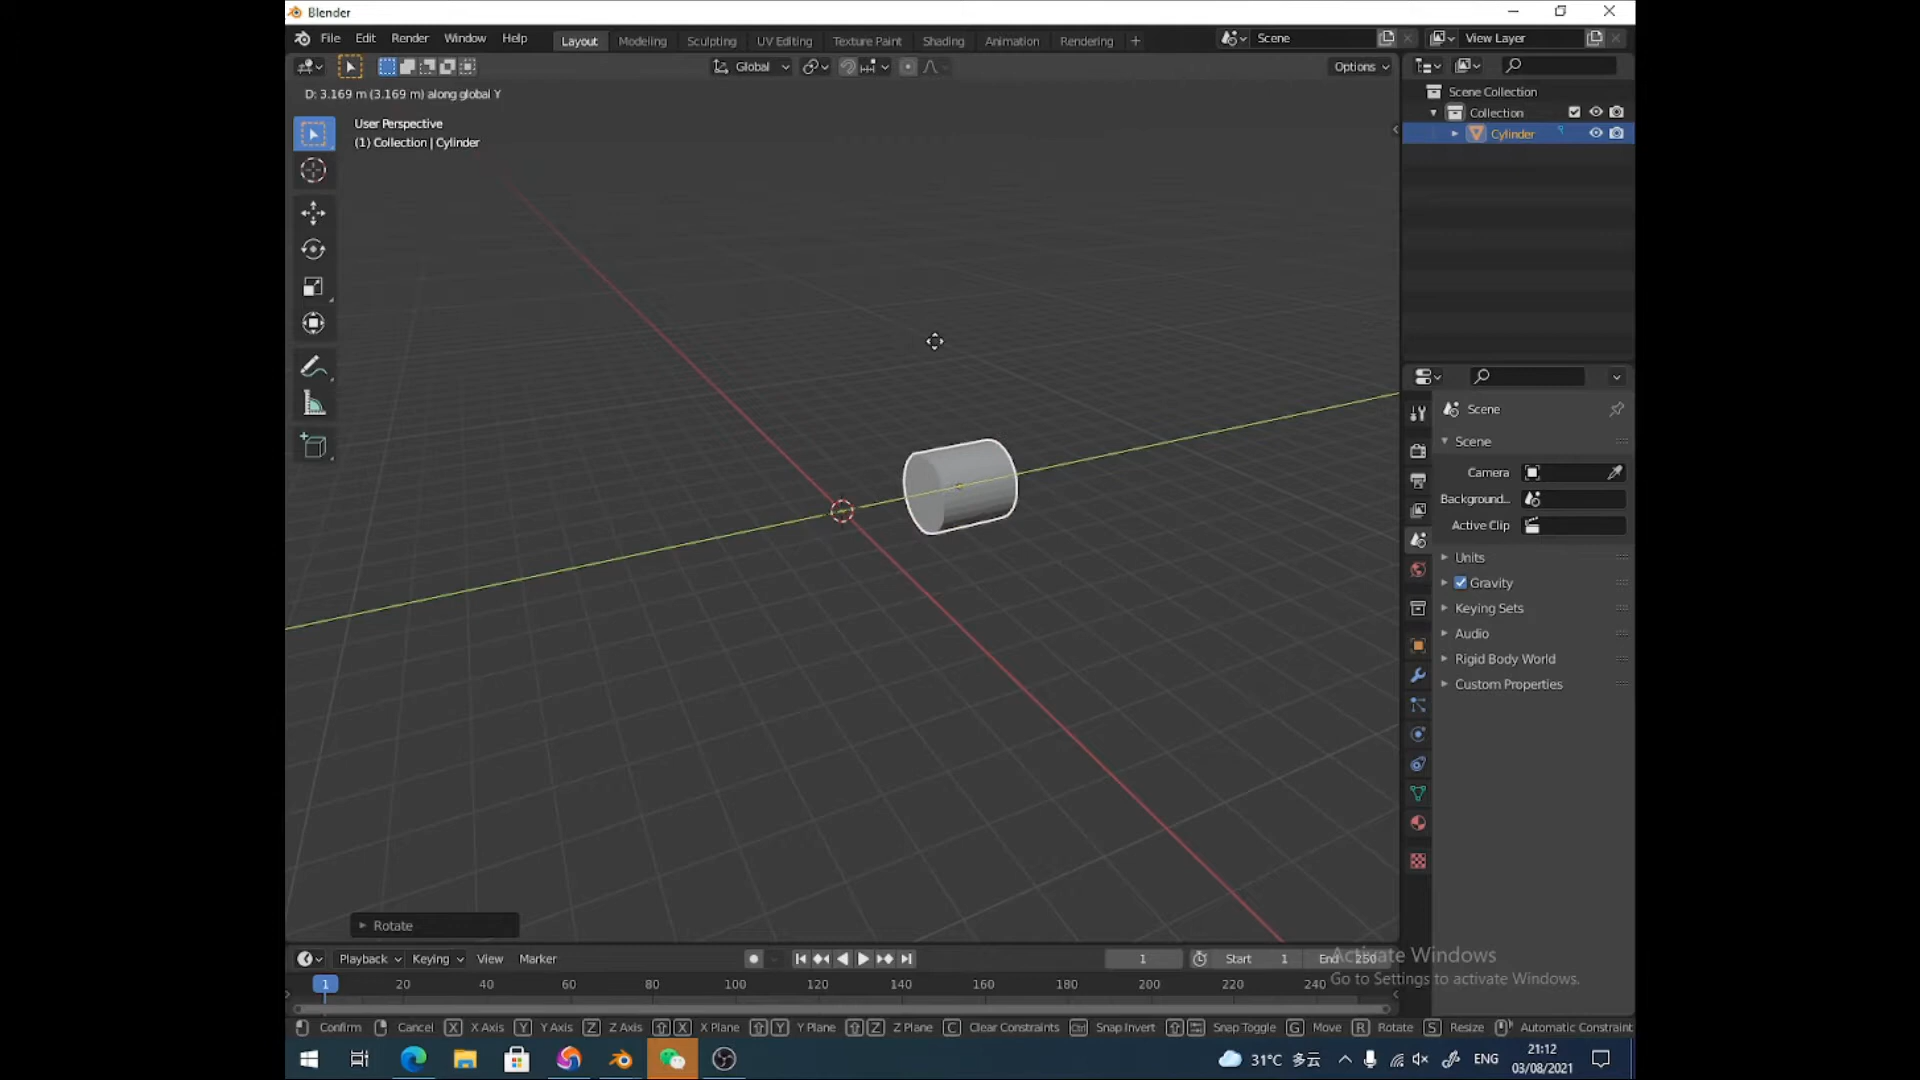 Blender
File Edit Render Window Help Layout Modeling Sculpting UV Editing Texture Paint Shading Animation Rendering + Scene View Layer
Global Options
D: 3.169 m (3.169 m) along global Y
User Perspective
(1) Collection | Cylinder
Scene Collection
Collection
Cylinder
Scene
Scene
Camera
Background...
Active Clip
Units
Gravity
Keying Sets
Audio
Rigid Body World
Custom Properties
Rotate
Playback Keying View Marker 1 Start 1 End 250
1 20 40 60 80 100 120 140 160 180 200 220 240
Activate Windows
Go to Settings to activate Windows.
Confirm Cancel X X Axis Y Y Axis Z Z Axis X X Plane Y Y Plane Z Z Plane C Clear Constraints Ctrl Snap Invert Snap Toggle G Move R Rotate S Resize Automatic Constraint
31°C 多云 ENG 21:12
03/08/2021